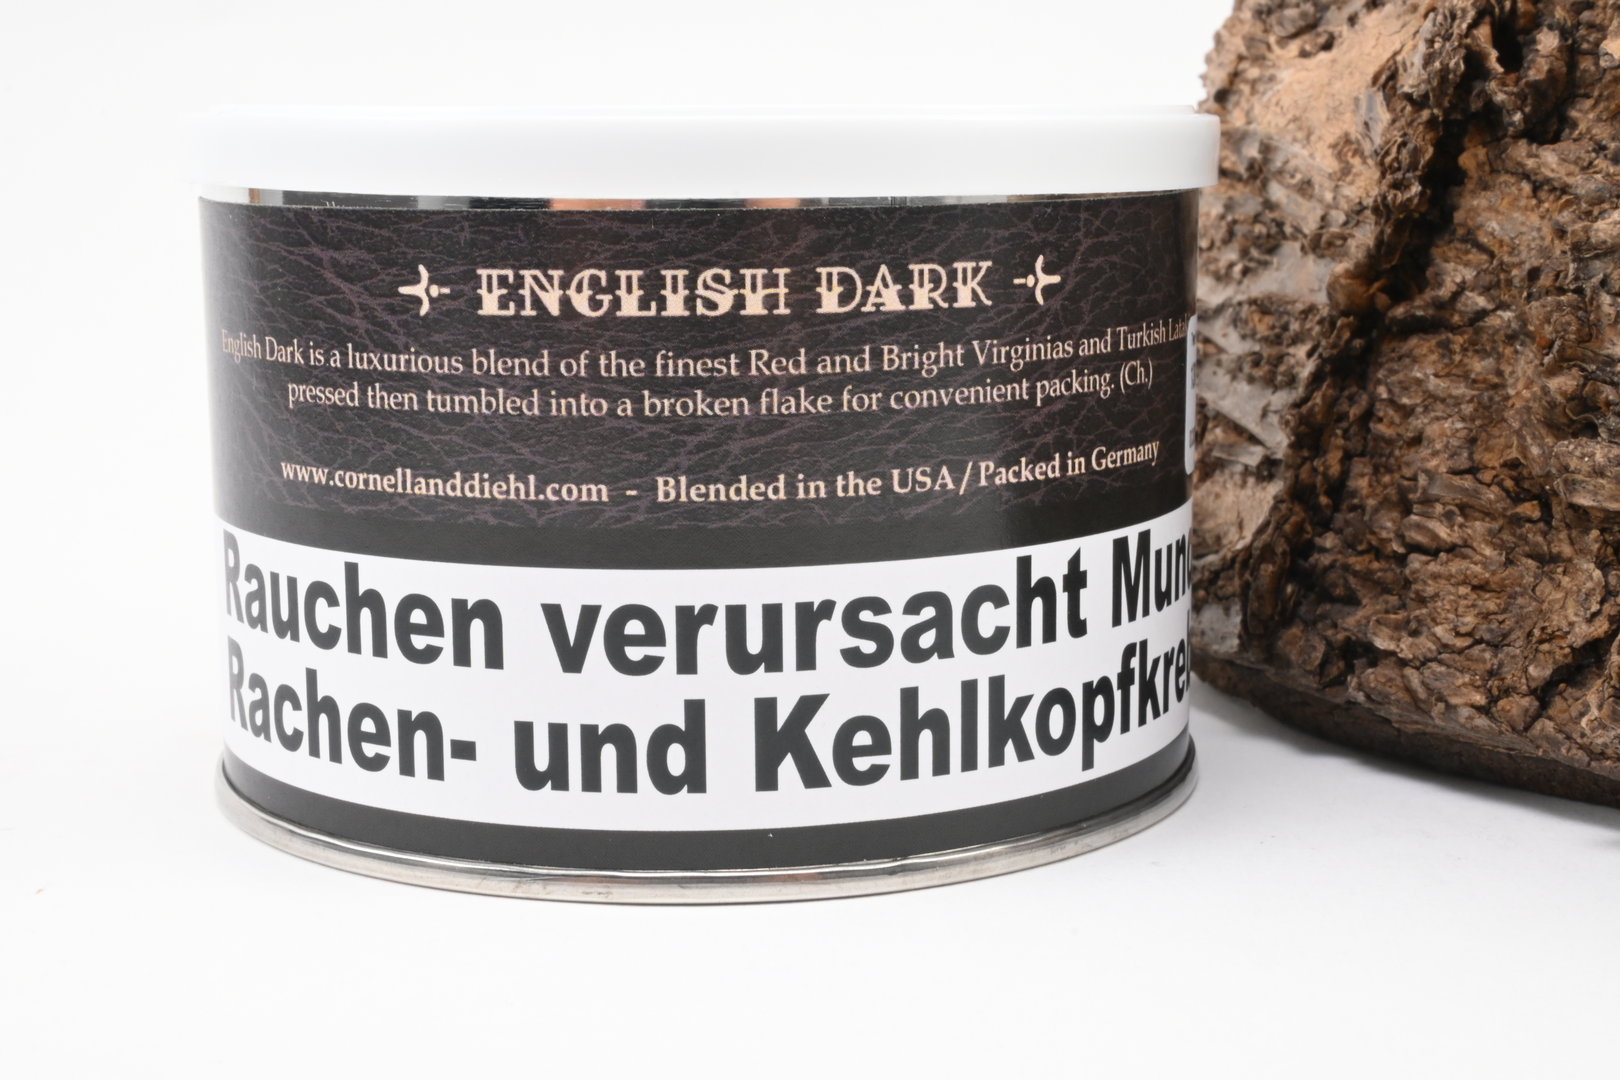 ENGLISH DARK
English Dark is a luxurious blend of the finest Red and Bright Virginias and Turkish
pressed then tumbled into a broken flake for convenient packing. (Ch.)
www.cornellanddiehl.com - Blended in the USA / Packed in Germany
Rauchen verursacht
Rachen- und